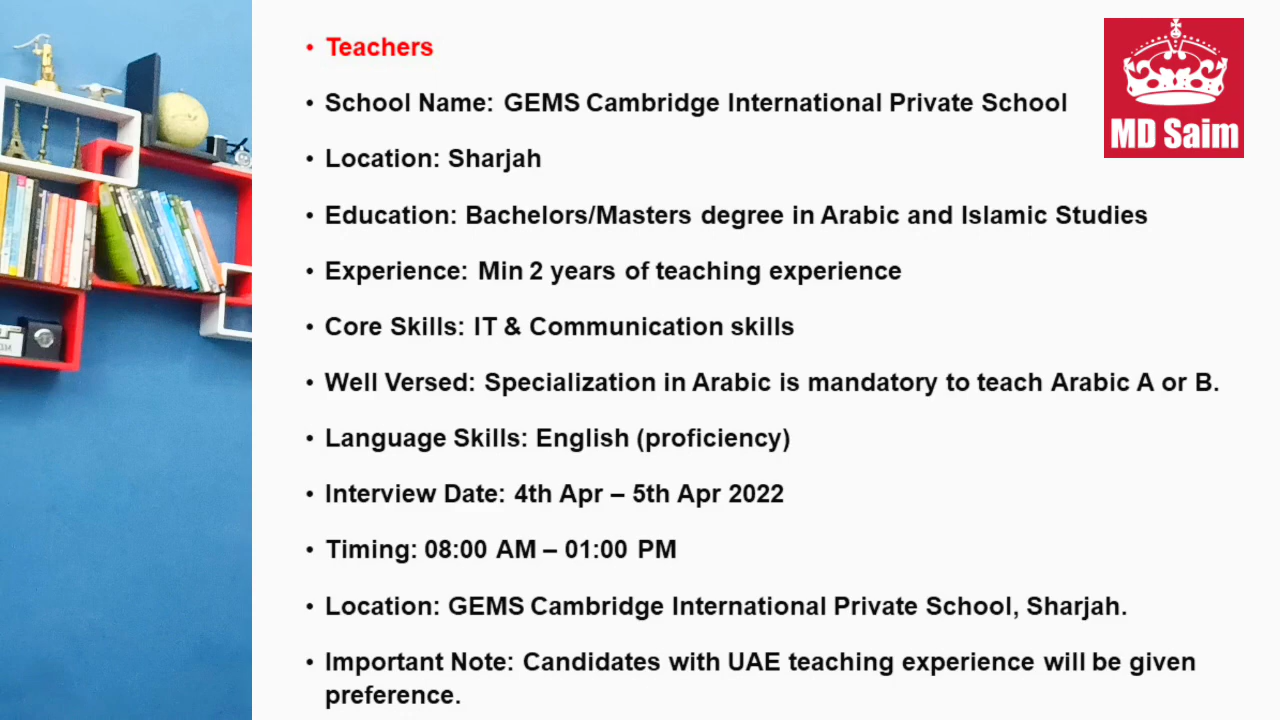 • Teachers
• School Name: GEMS Cambridge International Private School
MD Saim
• Location: Sharjah
• Education: Bachelors/Masters degree in Arabic and Islamic Studies
• Experience: Min 2 years of teaching experience
• Core Skills: IT & Communication skills
• Well Versed: Specialization in Arabic is mandatory to teach Arabic A or B.
• Language Skills: English (proficiency)
• Interview Date: 4th Apr – 5th Apr 2022
• Timing: 08:00 AM – 01:00 PM
• Location: GEMS Cambridge International Private School, Sharjah.
• Important Note: Candidates with UAE teaching experience will be given
preference.